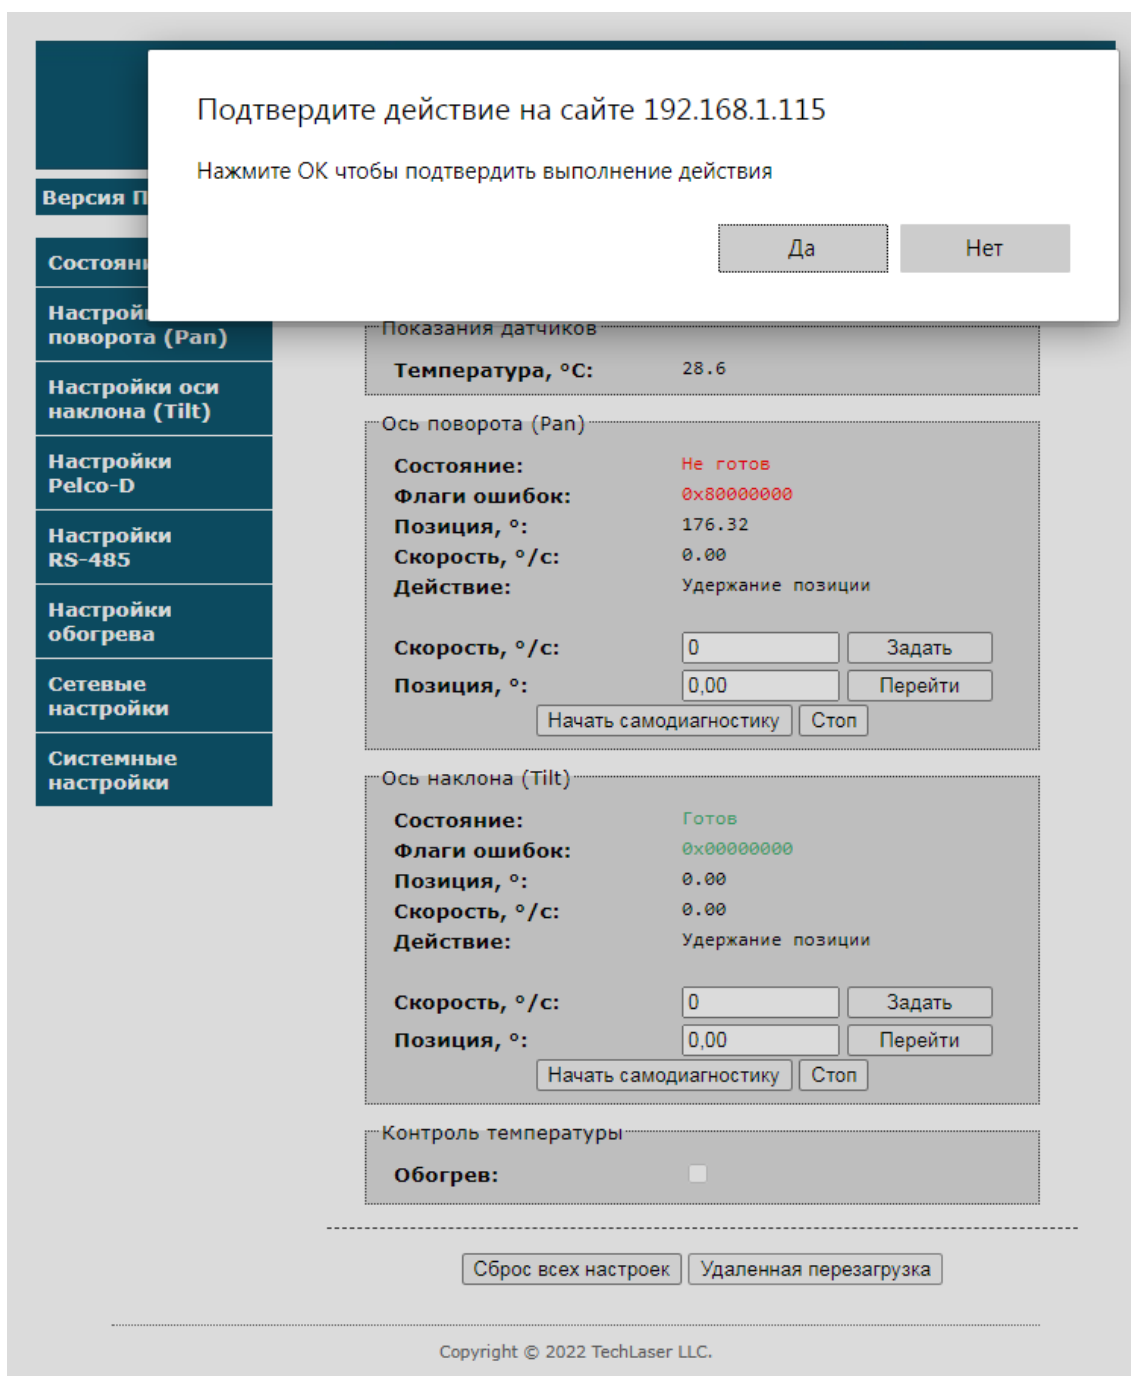 Подтвердите действие на сайте 192.168.1.115
Нажмите ОК чтобы подтвердить выполнение действия
Да
Нет
Версия П
Состояни
Настройк
поворота (Pan)
Настройки оси
наклона (Tilt)
Настройки
Pelco-D
Настройки
RS-485
Настройки
обогрева
Сетевые
настройки
Системные
настройки
Показания датчиков
Температура, °C: 28.6
Ось поворота (Pan)
Состояние: Не готов
Флаги ошибок: 0x80000000
Позиция, °: 176.32
Скорость, °/с: 0.00
Действие: Удержание позиции
Скорость, °/с: 0 Задать
Позиция, °: 0,00 Перейти
Начать самодиагностику Стоп
Ось наклона (Tilt)
Состояние: Готов
Флаги ошибок: 0x00000000
Позиция, °: 0.00
Скорость, °/с: 0.00
Действие: Удержание позиции
Скорость, °/с: 0 Задать
Позиция, °: 0,00 Перейти
Начать самодиагностику Стоп
Контроль температуры
Обогрев:
Сброс всех настроек Удаленная перезагрузка
Copyright © 2022 TechLaser LLC.